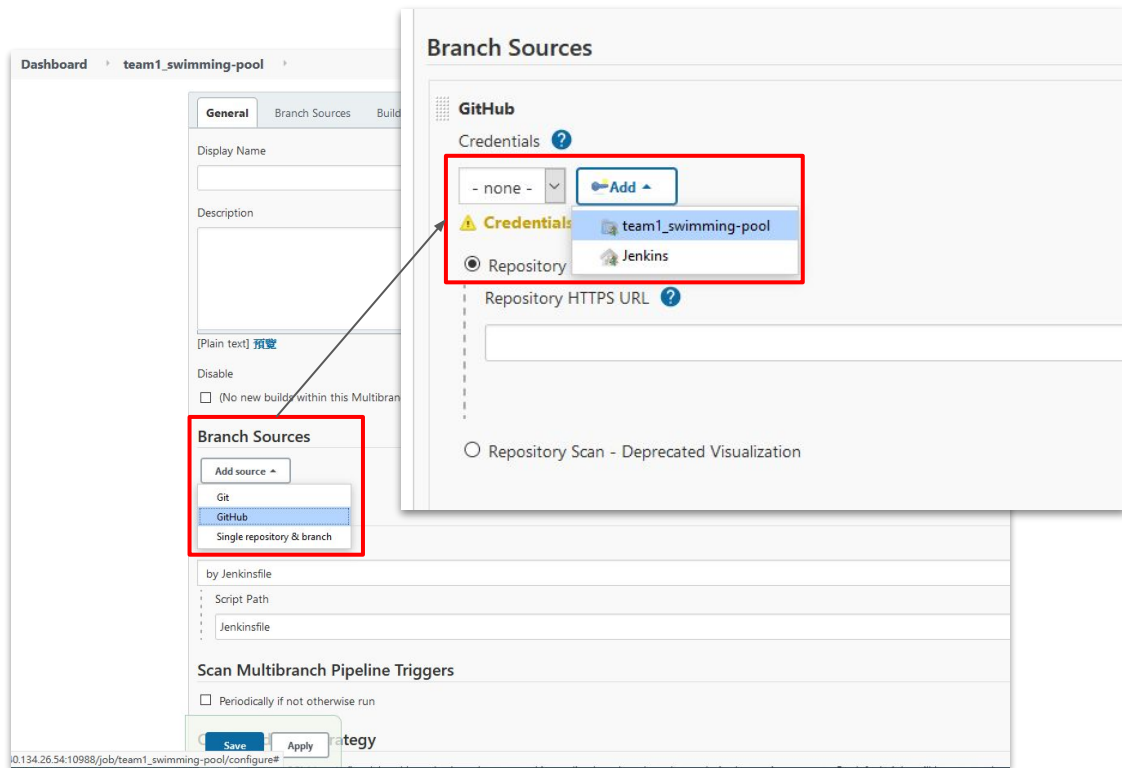 Dashboard team1_swimming-pool
General Branch Sources Build
Display Name
Description
[Plain text] 預覽
Disable
(No new builds within this Multibran
Branch Sources
Add source
Git
GitHub
Single repository & branch
by Jenkinsfile
Script Path
Jenkinsfile
Scan Multibranch Pipeline Triggers
Periodically if not otherwise run
ategy
Save Apply
0.134.26.54:10988/job/team1_swimming-pool/configure#
Branch Sources
GitHub
Credentials ?
- none - Add
team1_swimming-pool
Jenkins
Credentials
Repository
Repository HTTPS URL ?
Repository Scan - Deprecated Visualization